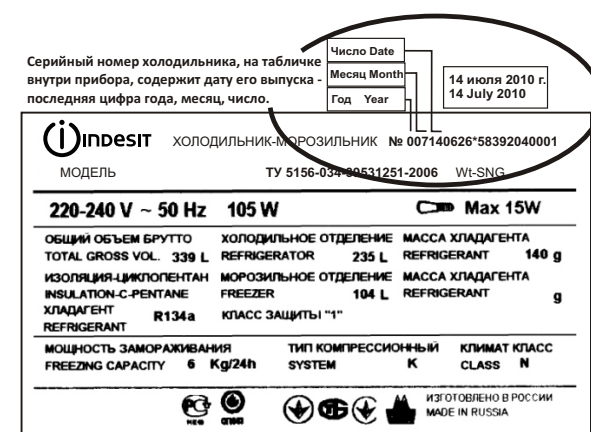 Число Date
Серийный номер холодильника, на табличке
внутри прибора, содержит дату его выпуска -
последняя цифра года, месяц, число.
Месяц Month
Год Year
14 июля 2010 г.
14 July 2010
indesit ХОЛОДИЛЬНИК-МОРОЗИЛЬНИК № 007140626*58392040001
МОДЕЛЬ ТУ 5156-034-39531251-2006 Wt-SNG
220-240 V ~ 50 Hz 105 W Max 15W
ОБЩИЙ ОБЪЕМ БРУТТО ХОЛОДИЛЬНОЕ ОТДЕЛЕНИЕ МАССА ХЛАДАГЕНТА
TOTAL GROSS VOL. 339 L REFRIGERATOR 235 L REFRIGERANT 140 g
ИЗОЛЯЦИЯ-ЦИКЛОПЕНТАН МОРОЗИЛЬНОЕ ОТДЕЛЕНИЕ МАССА ХЛАДАГЕНТА
INSULATION-C-PENTANE FREEZER 104 L REFRIGERANT g
ХЛАДАГЕНТ R134a КЛАСС ЗАЩИТЫ "1"
REFRIGERANT
МОЩНОСТЬ ЗАМОРАЖИВАНИЯ ТИП КОМПРЕССИОННЫЙ КЛИМАТ КЛАСС
FREEZING CAPACITY 6 Kg/24h SYSTEM K CLASS N
ИЗГОТОВЛЕНО В РОССИИ
MADE IN RUSSIA